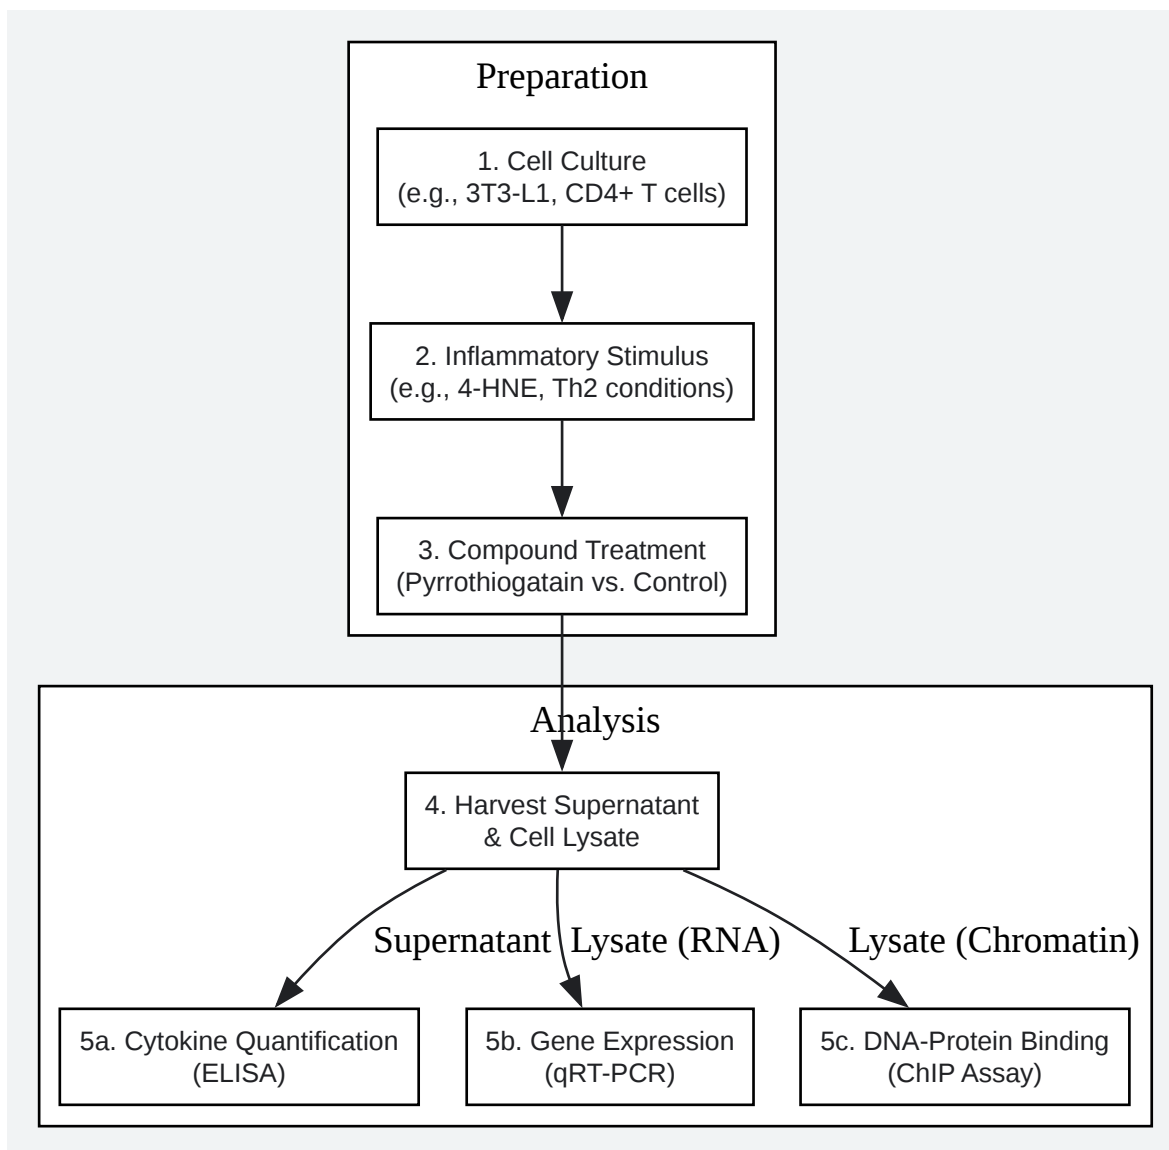 Preparation
1. Cell Culture
(e.g., 3T3-L1, CD4+ T cells)
2. Inflammatory Stimulus
(e.g., 4-HNE, Th2 conditions)
3. Compound Treatment
(Pyrrothiogatain vs. Control)
Analysis
4. Harvest Supernatant
& Cell Lysate
Supernatant
Lysate (RNA)
Lysate (Chromatin)
5a. Cytokine Quantification
(ELISA)
5b. Gene Expression
(qRT-PCR)
5c. DNA-Protein Binding
(ChIP Assay)